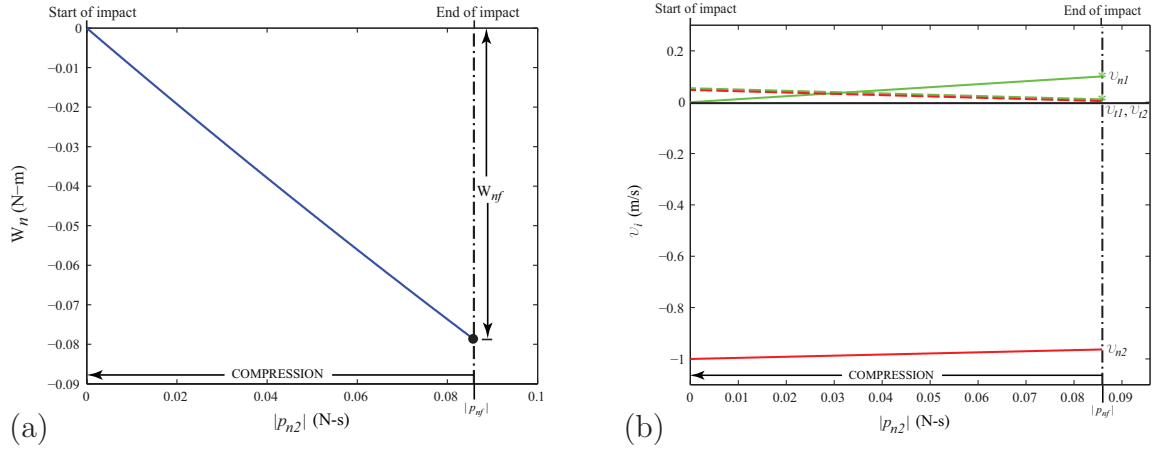 Start of impact
End of impact
0
−0.01
−0.02
−0.03
−0.04
−0.05
−0.06
−0.07
−0.08
−0.09
W_n (N−m)
W_nf
COMPRESSION
0
0.02
0.04
0.06
0.08
0.1
|p_nf|
|p_n2| (N-s)
(a)
Start of impact
End of impact
0.2
0
−0.2
−0.4
−0.6
−0.8
−1
υ_i (m/s)
υ_n1
υ_t1, υ_t2
υ_n2
COMPRESSION
0
0.01
0.02
0.03
0.04
0.05
0.06
0.07
0.08
0.09
|p_nf|
|p_n2| (N-s)
(b)